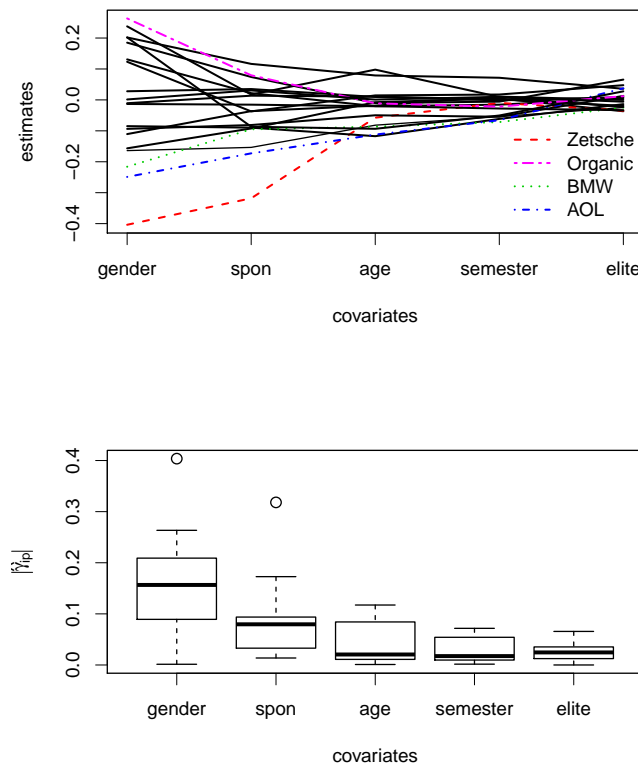 0.2
0.0
−0.2
−0.4
estimates
Zetsche
Organic
BMW
AOL
gender spon age semester elite
covariates
0.4
0.3
0.2
0.1
0.0
|γ̂ip|
gender spon age semester elite
covariates